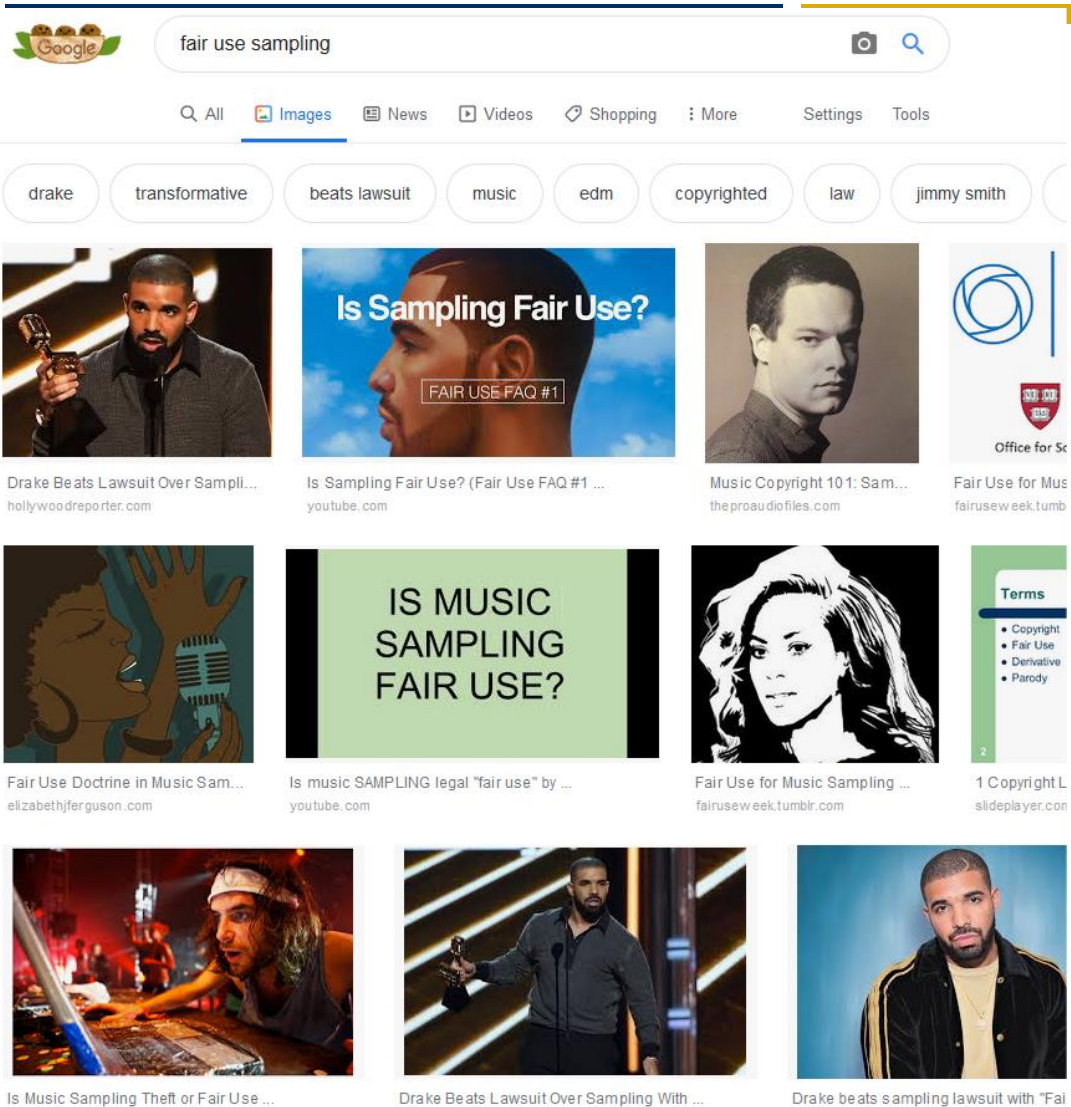 Google
fair use sampling
All Images News Videos Shopping More Settings Tools
drake transformative beats lawsuit music edm copyrighted law jimmy smith
Is Sampling Fair Use?
FAIR USE FAQ #1
Office for Sc
Drake Beats Lawsuit Over Sampli...
hollywoodreporter.com
Is Sampling Fair Use? (Fair Use FAQ #1 ...
youtube.com
Music Copyright 101: Sam...
theproaudiofiles.com
Fair Use for Mus
fairuseweek.tumb
IS MUSIC
SAMPLING
FAIR USE?
Terms
• Copyright
• Fair Use
• Derivative
• Parody
2
Fair Use Doctrine in Music Sam...
elizabethjferguson.com
Is music SAMPLING legal "fair use" by ...
youtube.com
Fair Use for Music Sampling ...
fairuseweek.tumblr.com
1 Copyright L
slideplayer.com
Is Music Sampling Theft or Fair Use ...
Drake Beats Lawsuit Over Sampling With ...
Drake beats sampling lawsuit with "Fai